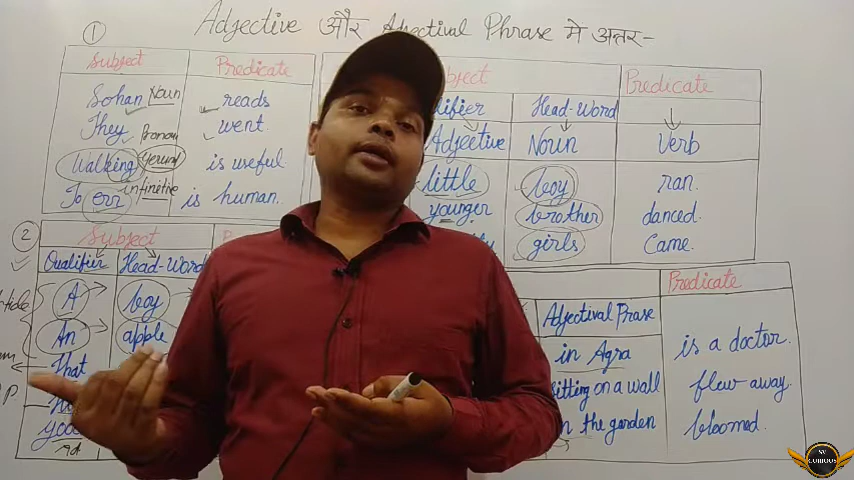 Adjective और Adjectival Phrase मे अंतर-
1
Subject Predicate
Sohan Noun reads
They Pronoun went
Walking Gerund is useful
To err infinitive is human.
Predicate
Head-Word
Adjective Noun Verb
little boy ran.
younger brother danced.
girls Came.
2
Subject
Qualifier Head-Word
A boy
An apple
That
Predicate
Adjectival Prase
in Agra is a doctor.
sitting on a wall flew away.
the garden bloomed.
SV CURIOUS